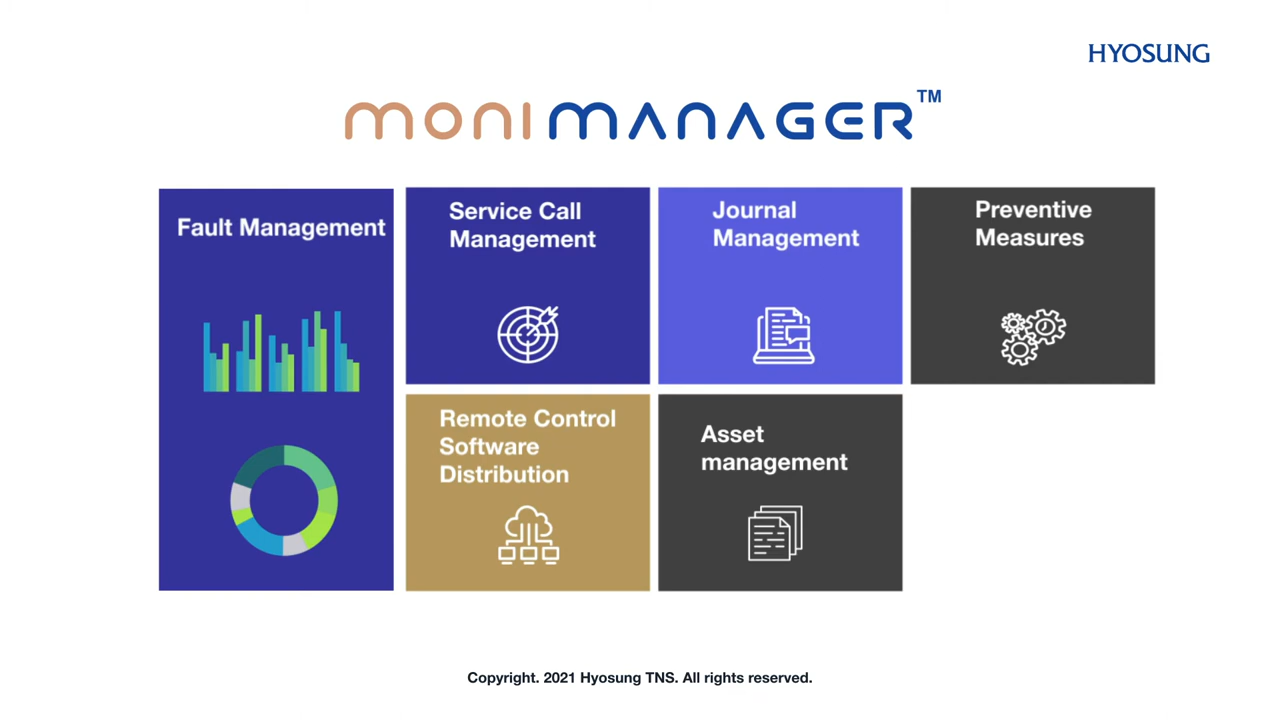 HYOSUNG
MONIMANAGER™
Fault Management
Service Call
Management
Journal
Management
Preventive
Measures
Remote Control
Software
Distribution
Asset
management
Copyright. 2021 Hyosung TNS. All rights reserved.